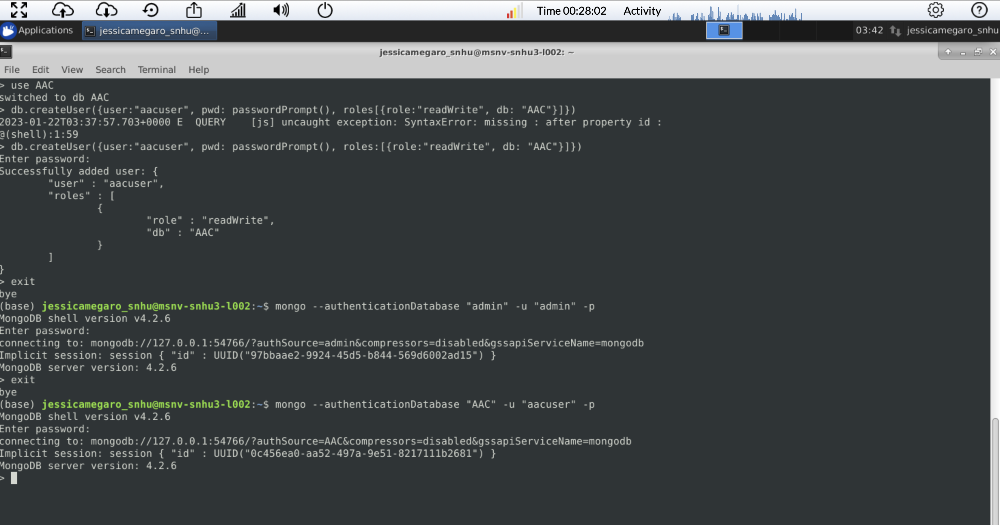 Time 00:28:02 Activity
Applications jessicamegaro_snhu@... 03:42 jessicamegaro_snhu
jessicamegaro_snhu@msnv-snhu3-l002: ~
File Edit View Search Terminal Help
> use AAC
switched to db AAC
> db.createUser({user:"aacuser", pwd: passwordPrompt(), roles[{role:"readWrite", db: "AAC"}]})
2023-01-22T03:37:57.703+0000 E  QUERY    [js] uncaught exception: SyntaxError: missing : after property id :
@(shell):1:59
> db.createUser({user:"aacuser", pwd: passwordPrompt(), roles:[{role:"readWrite", db: "AAC"}]})
Enter password:
Successfully added user: {
        "user" : "aacuser",
        "roles" : [
                {
                        "role" : "readWrite",
                        "db" : "AAC"
                }
        ]
}
> exit
bye
(base) jessicamegaro_snhu@msnv-snhu3-l002:~$ mongo --authenticationDatabase "admin" -u "admin" -p
MongoDB shell version v4.2.6
Enter password:
connecting to: mongodb://127.0.0.1:54766/?authSource=admin&compressors=disabled&gssapiServiceName=mongodb
Implicit session: session { "id" : UUID("97bbaae2-9924-45d5-b844-569d6002ad15") }
MongoDB server version: 4.2.6
> exit
bye
(base) jessicamegaro_snhu@msnv-snhu3-l002:~$ mongo --authenticationDatabase "AAC" -u "aacuser" -p
MongoDB shell version v4.2.6
Enter password:
connecting to: mongodb://127.0.0.1:54766/?authSource=AAC&compressors=disabled&gssapiServiceName=mongodb
Implicit session: session { "id" : UUID("0c456ea0-aa52-497a-9e51-8217111b2681") }
MongoDB server version: 4.2.6
>